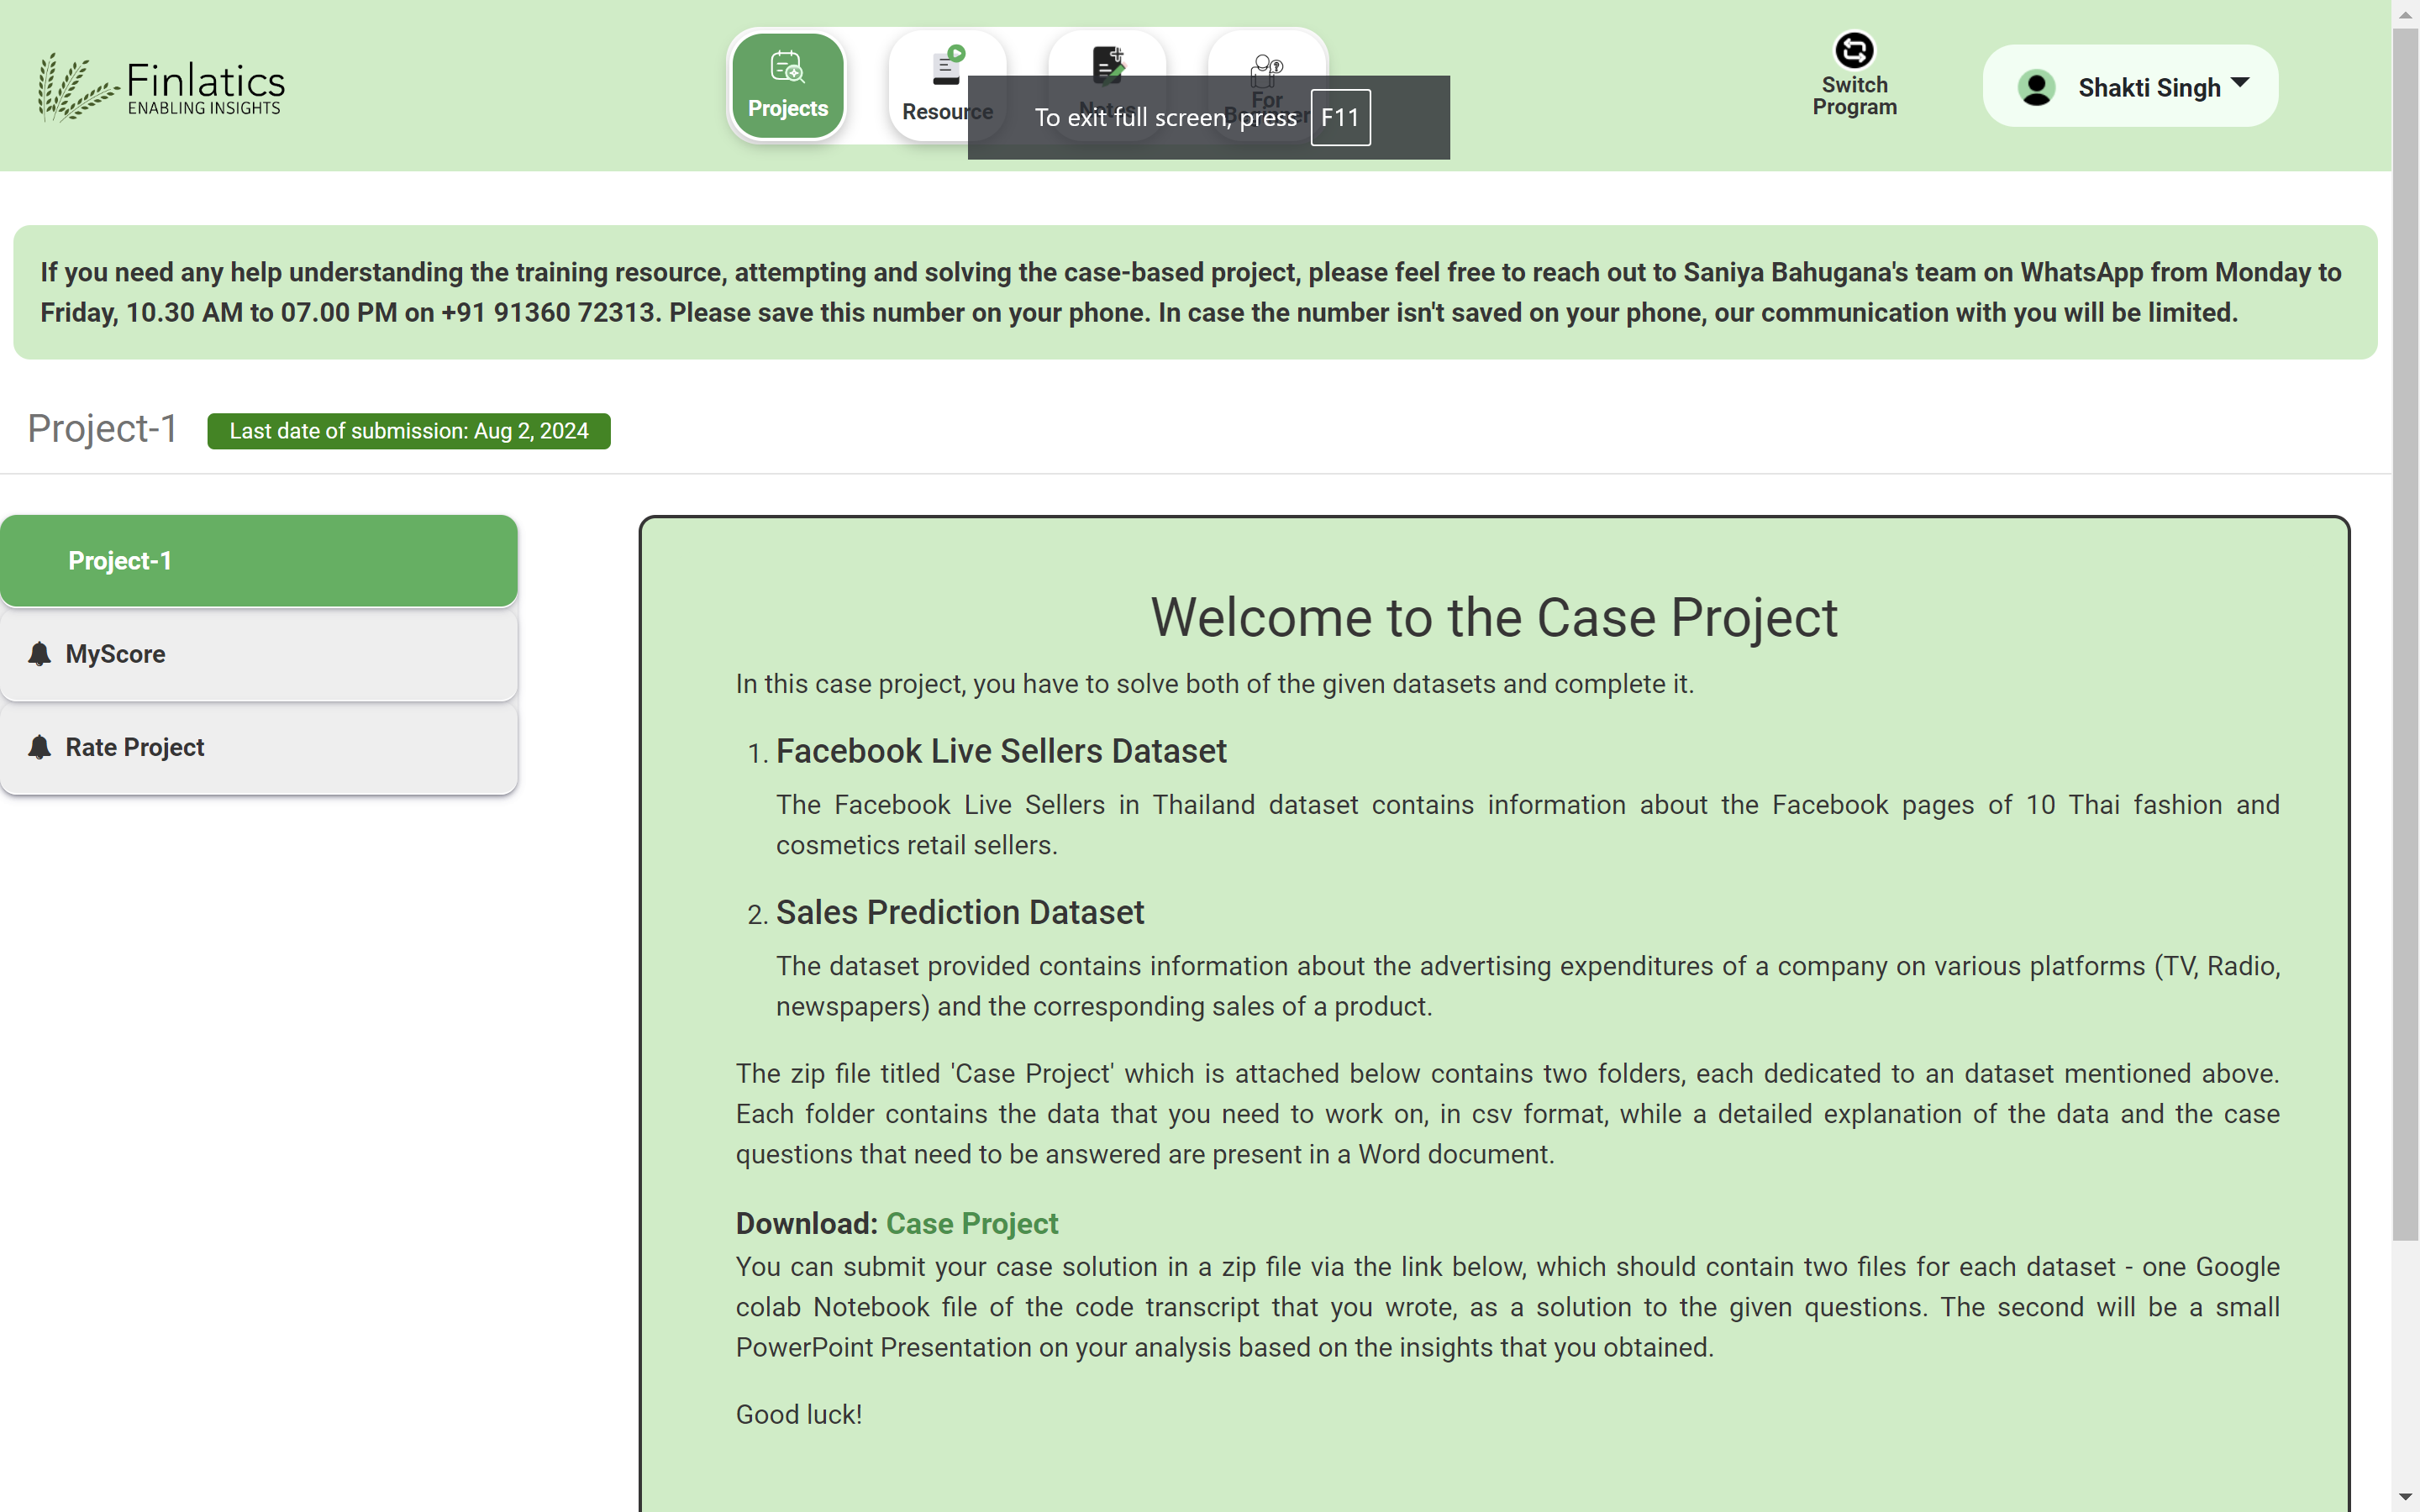 Finlatics
ENABLING INSIGHTS
Projects
Resource
Notes
For
Beginner
To exit full screen, press F11
Switch
Program
Shakti Singh
If you need any help understanding the training resource, attempting and solving the case-based project, please feel free to reach out to Saniya Bahugana's team on WhatsApp from Monday to
Friday, 10.30 AM to 07.00 PM on +91 91360 72313. Please save this number on your phone. In case the number isn't saved on your phone, our communication with you will be limited.
Project-1
Last date of submission: Aug 2, 2024
Project-1
MyScore
Rate Project
Welcome to the Case Project
In this case project, you have to solve both of the given datasets and complete it.
1. Facebook Live Sellers Dataset
The Facebook Live Sellers in Thailand dataset contains information about the Facebook pages of 10 Thai fashion and
cosmetics retail sellers.
2. Sales Prediction Dataset
The dataset provided contains information about the advertising expenditures of a company on various platforms (TV, Radio,
newspapers) and the corresponding sales of a product.
The zip file titled 'Case Project' which is attached below contains two folders, each dedicated to an dataset mentioned above.
Each folder contains the data that you need to work on, in csv format, while a detailed explanation of the data and the case
questions that need to be answered are present in a Word document.
Download: Case Project
You can submit your case solution in a zip file via the link below, which should contain two files for each dataset - one Google
colab Notebook file of the code transcript that you wrote, as a solution to the given questions. The second will be a small
PowerPoint Presentation on your analysis based on the insights that you obtained.
Good luck!